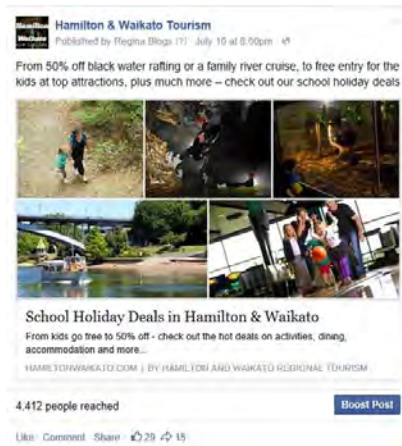 Hamilton & Waikato Tourism
Published by Regina Blogs [?] · July 10 at 8:00pm ·
From 50% off black water rafting or a family river cruise, to free entry for the
kids at top attractions, plus much more – check out our school holiday deals
School Holiday Deals in Hamilton & Waikato
From kids go free to 50% off - check out the hot deals on activities, dining,
accommodation and more...
HAMILTONWAIKATO.COM | BY HAMILTON AND WAIKATO REGIONAL TOURISM
4,412 people reached
Boost Post
Like · Comment · Share · 29 15